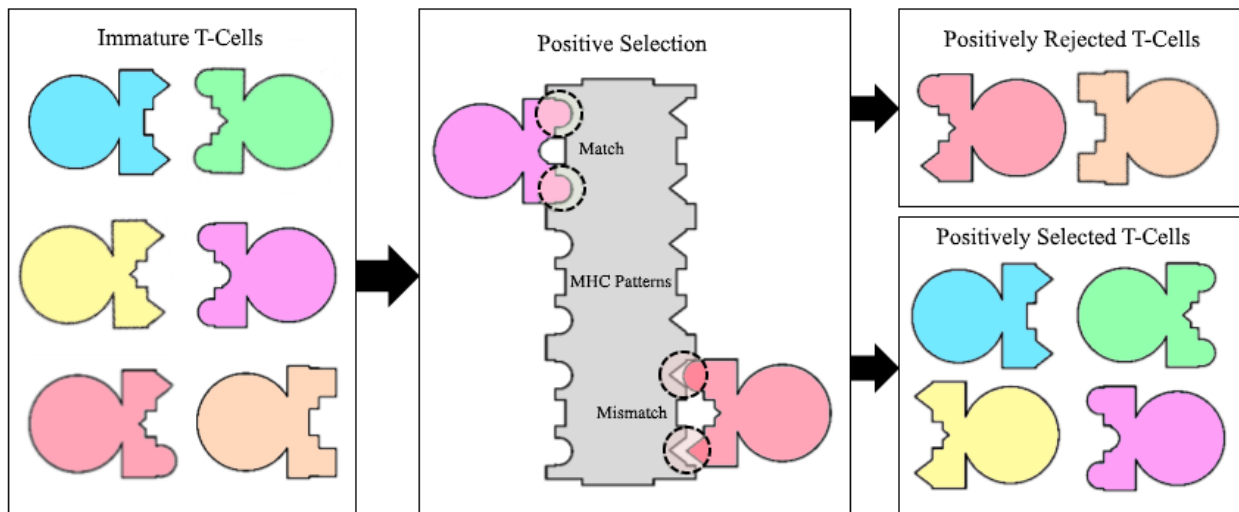 Immature T-Cells
Positive Selection
Match
MHC Patterns
Mismatch
Positively Rejected T-Cells
Positively Selected T-Cells